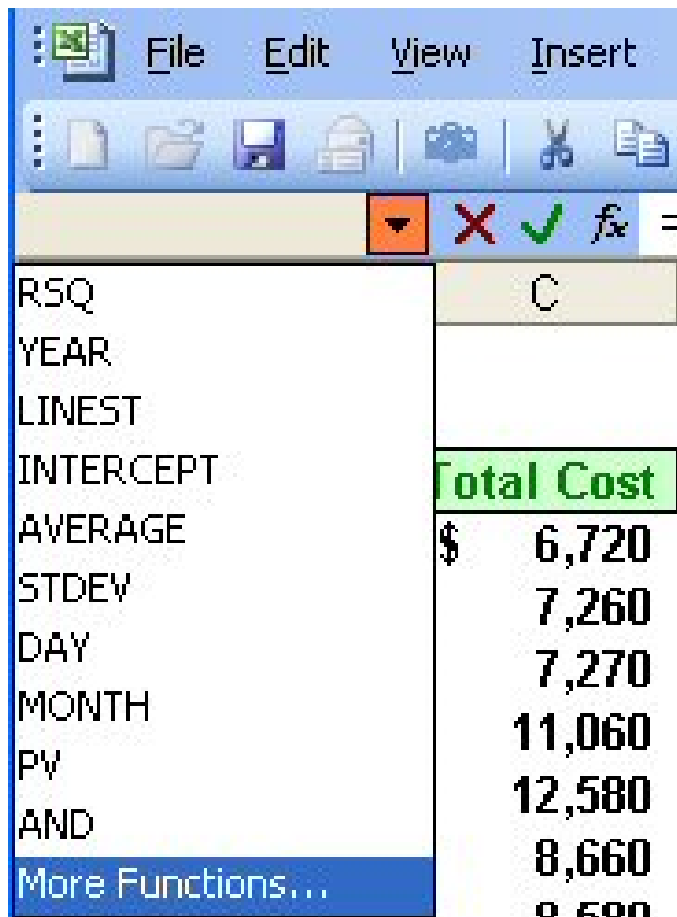 File Edit View Insert
fx =
RSQ
C
YEAR
LINEST
INTERCEPT
Total Cost
AVERAGE
$ 6,720
STDEV
7,260
DAY
7,270
MONTH
11,060
PV
12,580
AND
8,660
More Functions...